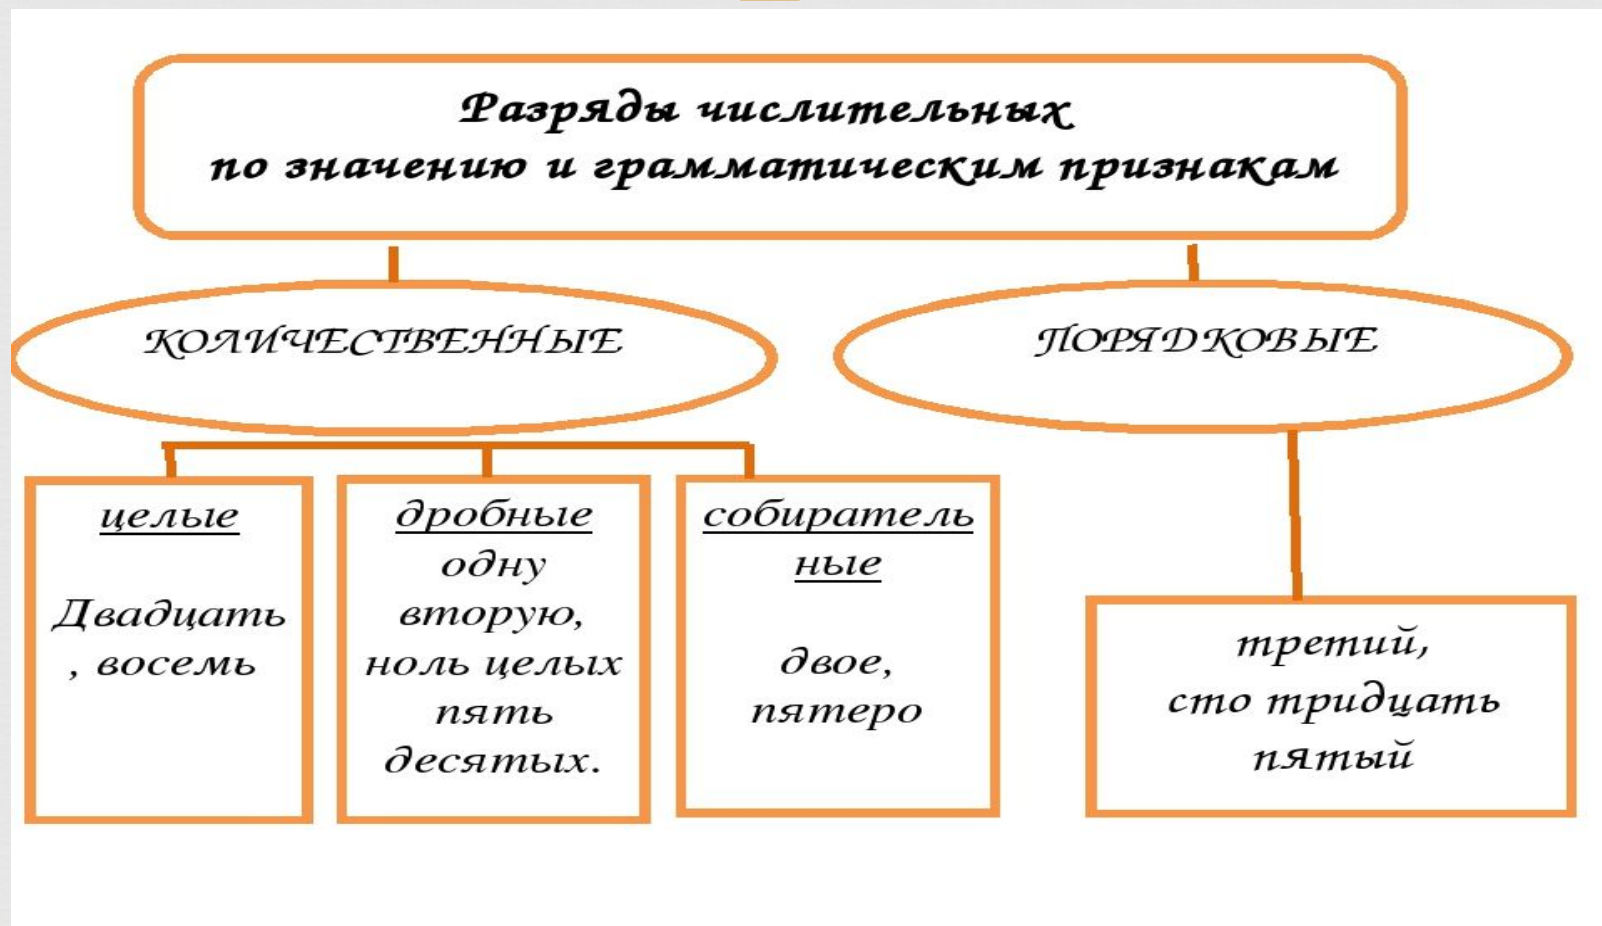 Разряды числительных
по значению и грамматическим признакам
КОЛИЧЕСТВЕННЫЕ
ПОРЯДКОВЫЕ
целые
Двадцать
, восемь
дробные
одну
вторую,
ноль целых
пять
десятых.
собиратель
ные
двое,
пятеро
третий,
сто тридцать
пятый